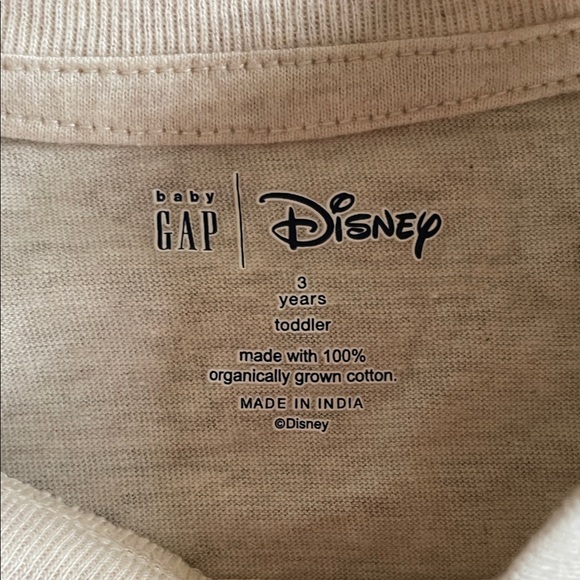 baby
GAP | Disney
3
years
toddler
made with 100%
organically grown cotton.
MADE IN INDIA
©Disney